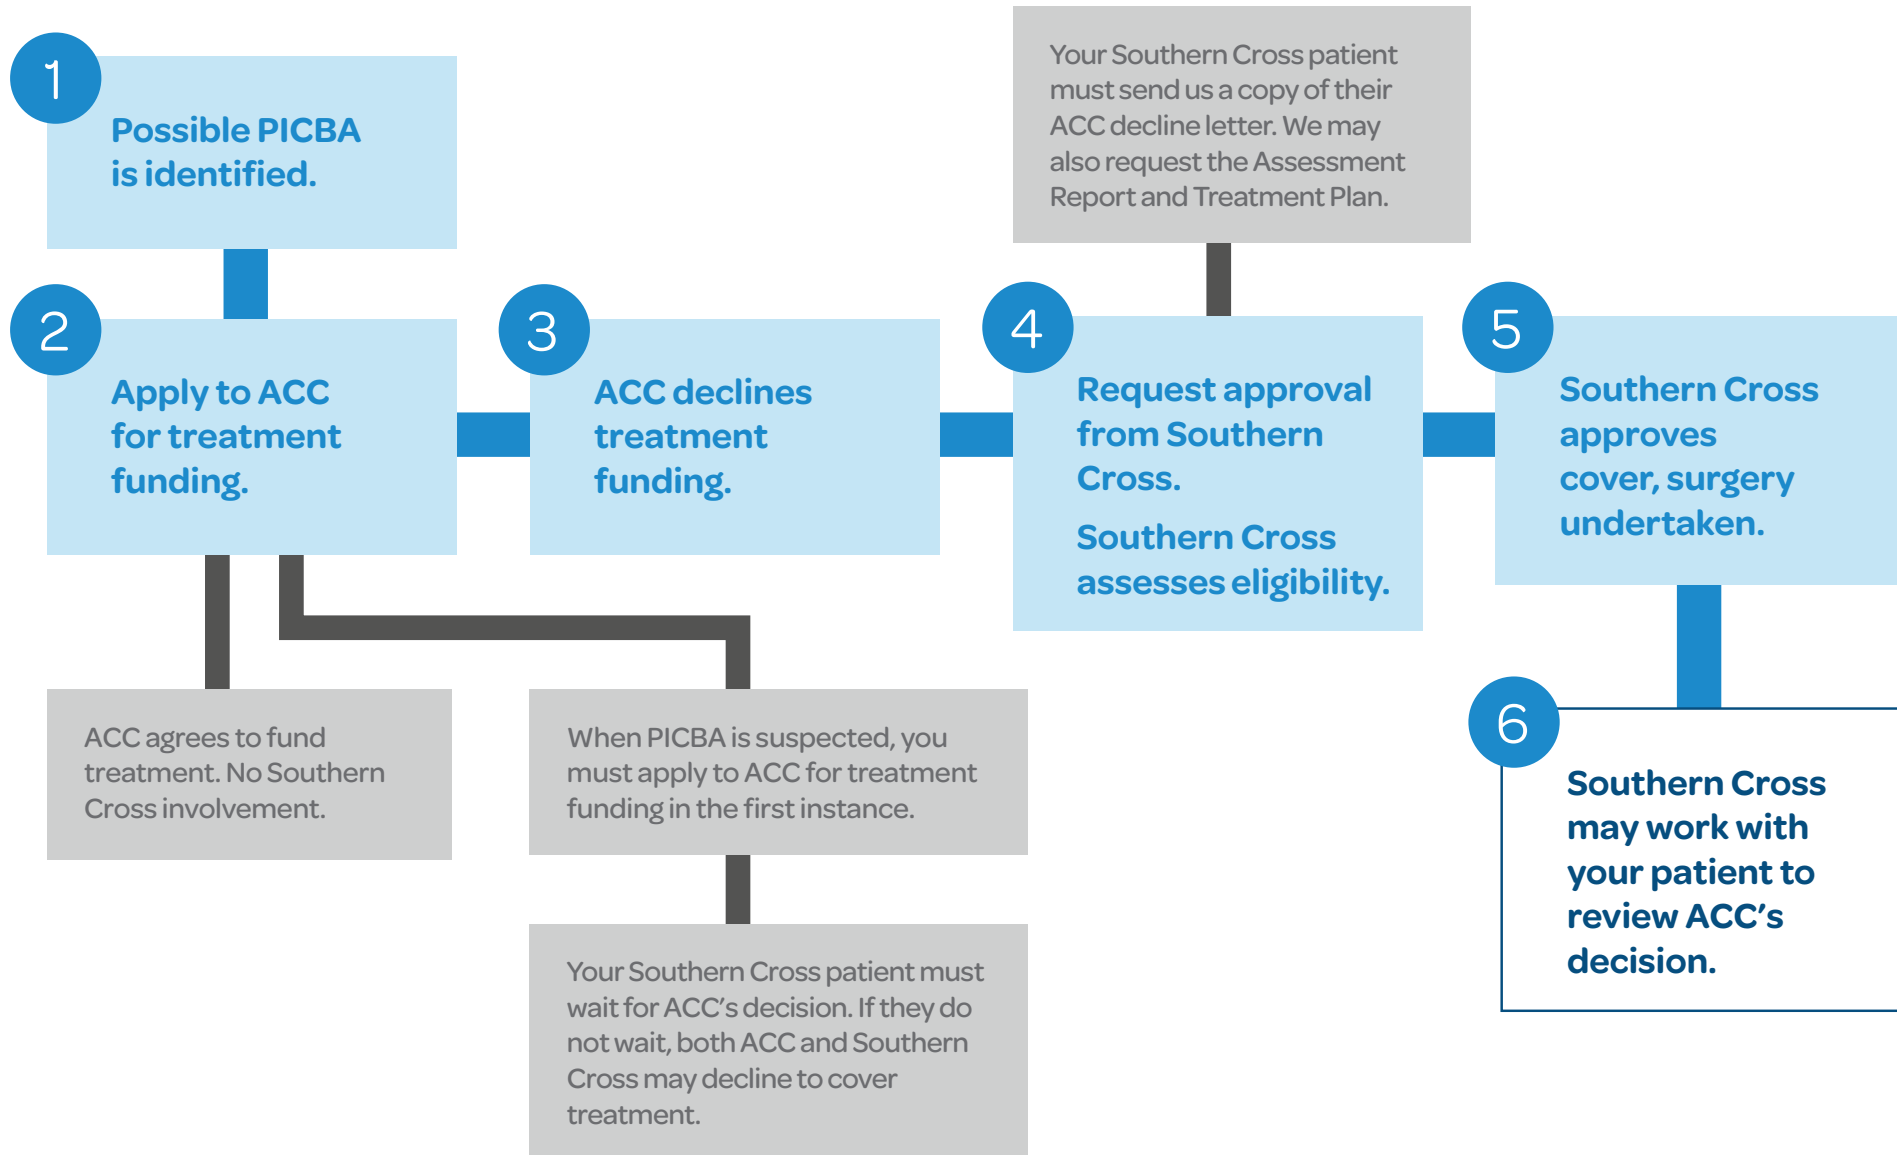 1
Possible PICBA
is identified.
2
Apply to ACC
for treatment
funding.
3
ACC declines
treatment
funding.
Your Southern Cross patient
must send us a copy of their
ACC decline letter. We may
also request the Assessment
Report and Treatment Plan.
4
Request approval
from Southern
Cross.
Southern Cross
assesses eligibility.
5
Southern Cross
approves
cover, surgery
undertaken.
ACC agrees to fund
treatment. No Southern
Cross involvement.
When PICBA is suspected, you
must apply to ACC for treatment
funding in the first instance.
Your Southern Cross patient must
wait for ACC’s decision. If they do
not wait, both ACC and Southern
Cross may decline to cover
treatment.
6
Southern Cross
may work with
your patient to
review ACC’s
decision.